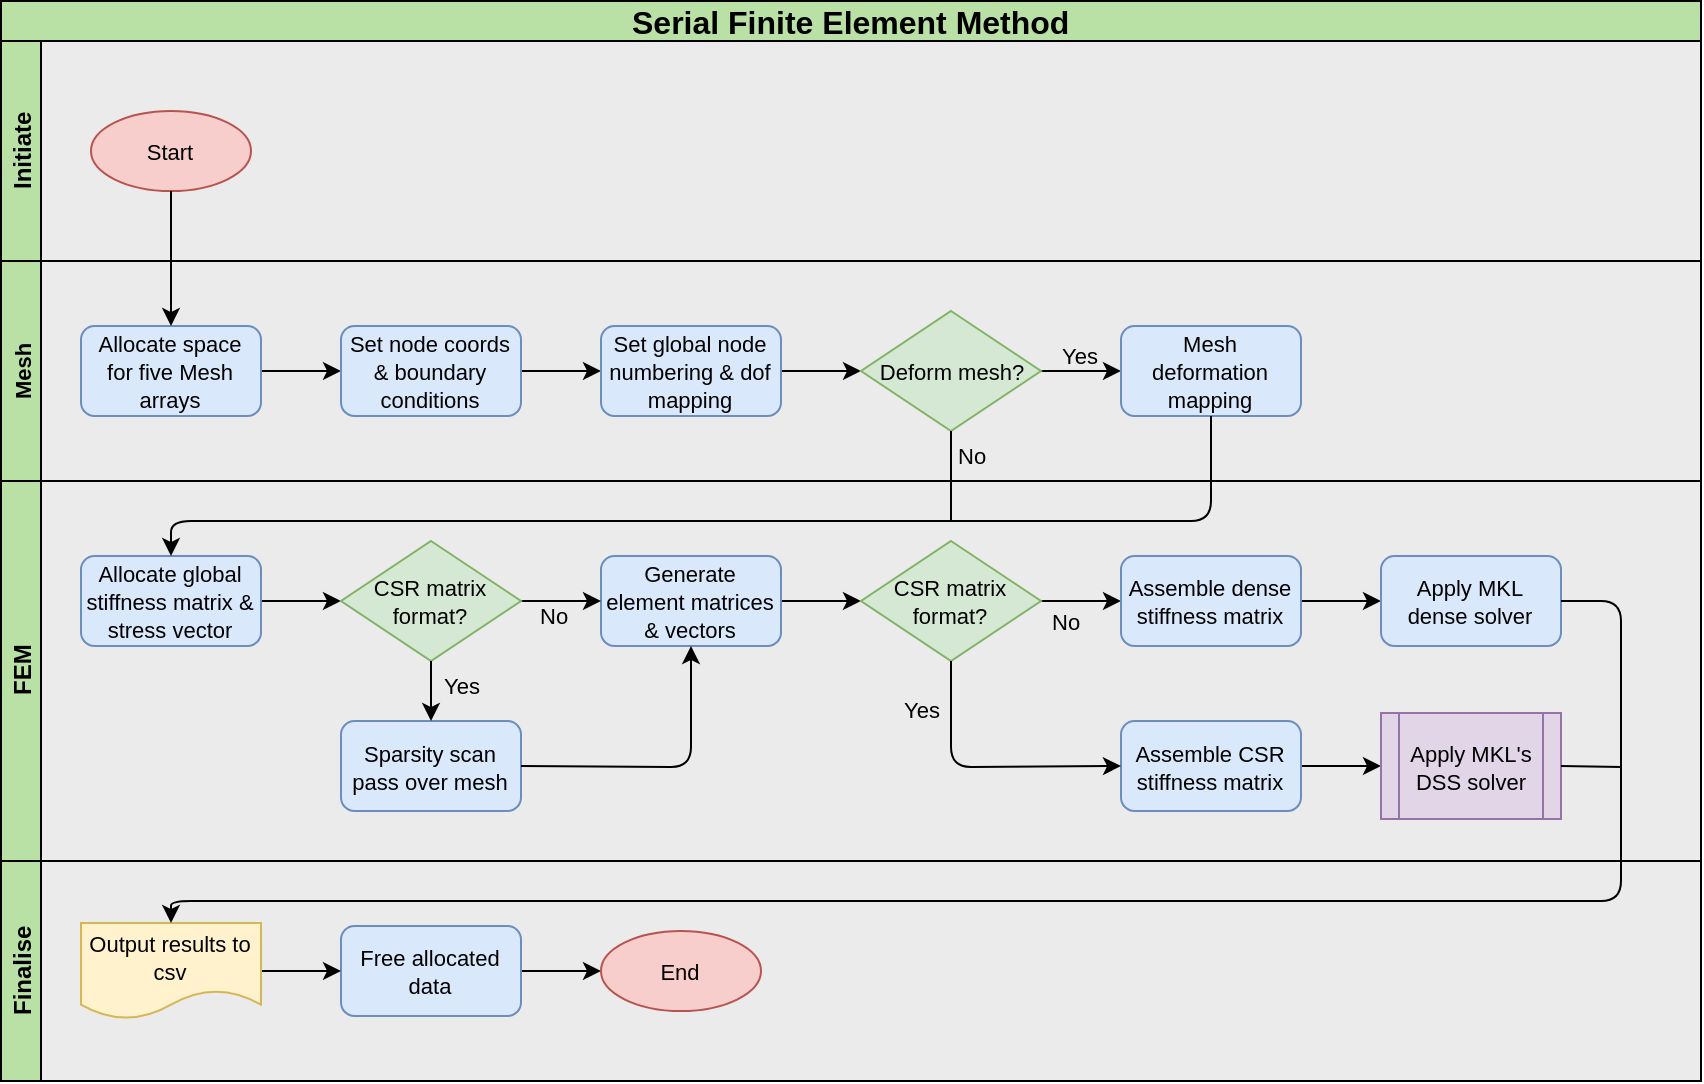 Serial Finite Element Method
Initiate
Start
Mesh
Allocate space
for five Mesh
arrays
Set node coords
& boundary
conditions
Set global node
numbering & dof
mapping
Deform mesh?
Yes
No
Mesh
deformation
mapping
FEM
Allocate global
stiffness matrix &
stress vector
CSR matrix
format?
No
Yes
Generate
element matrices
& vectors
CSR matrix
format?
No
Yes
Assemble dense
stiffness matrix
Apply MKL
dense solver
Sparsity scan
pass over mesh
Assemble CSR
stiffness matrix
Apply MKL's
DSS solver
Finalise
Output results to
csv
Free allocated
data
End